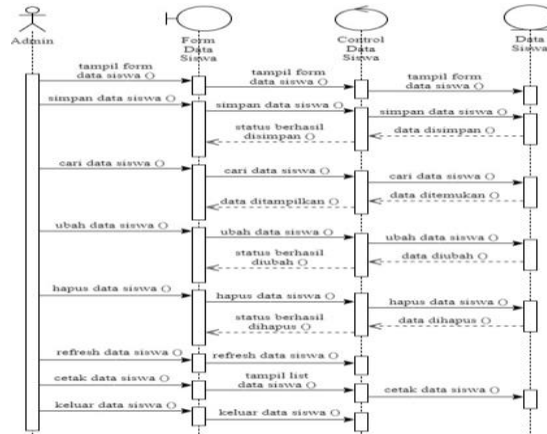 Admin
Form
Data
Siswa
Control
Data
Siswa
Data
Siswa
tampil form
data siswa ()
tampil form
data siswa ()
tampil form
data siswa ()
simpan data siswa ()
simpan data siswa ()
simpan data siswa ()
status berhasil
disimpan ()
data disimpan ()
cari data siswa ()
cari data siswa ()
cari data siswa ()
data ditampilkan ()
data ditemukan ()
ubah data siswa ()
ubah data siswa ()
ubah data siswa ()
status berhasil
diubah ()
data diubah ()
hapus data siswa ()
hapus data siswa ()
hapus data siswa ()
status berhasil
dihapus ()
data dihapus ()
refresh data siswa ()
refresh data siswa ()
cetak data siswa ()
tampil list
data siswa ()
cetak data siswa ()
keluar data siswa ()
keluar data siswa ()